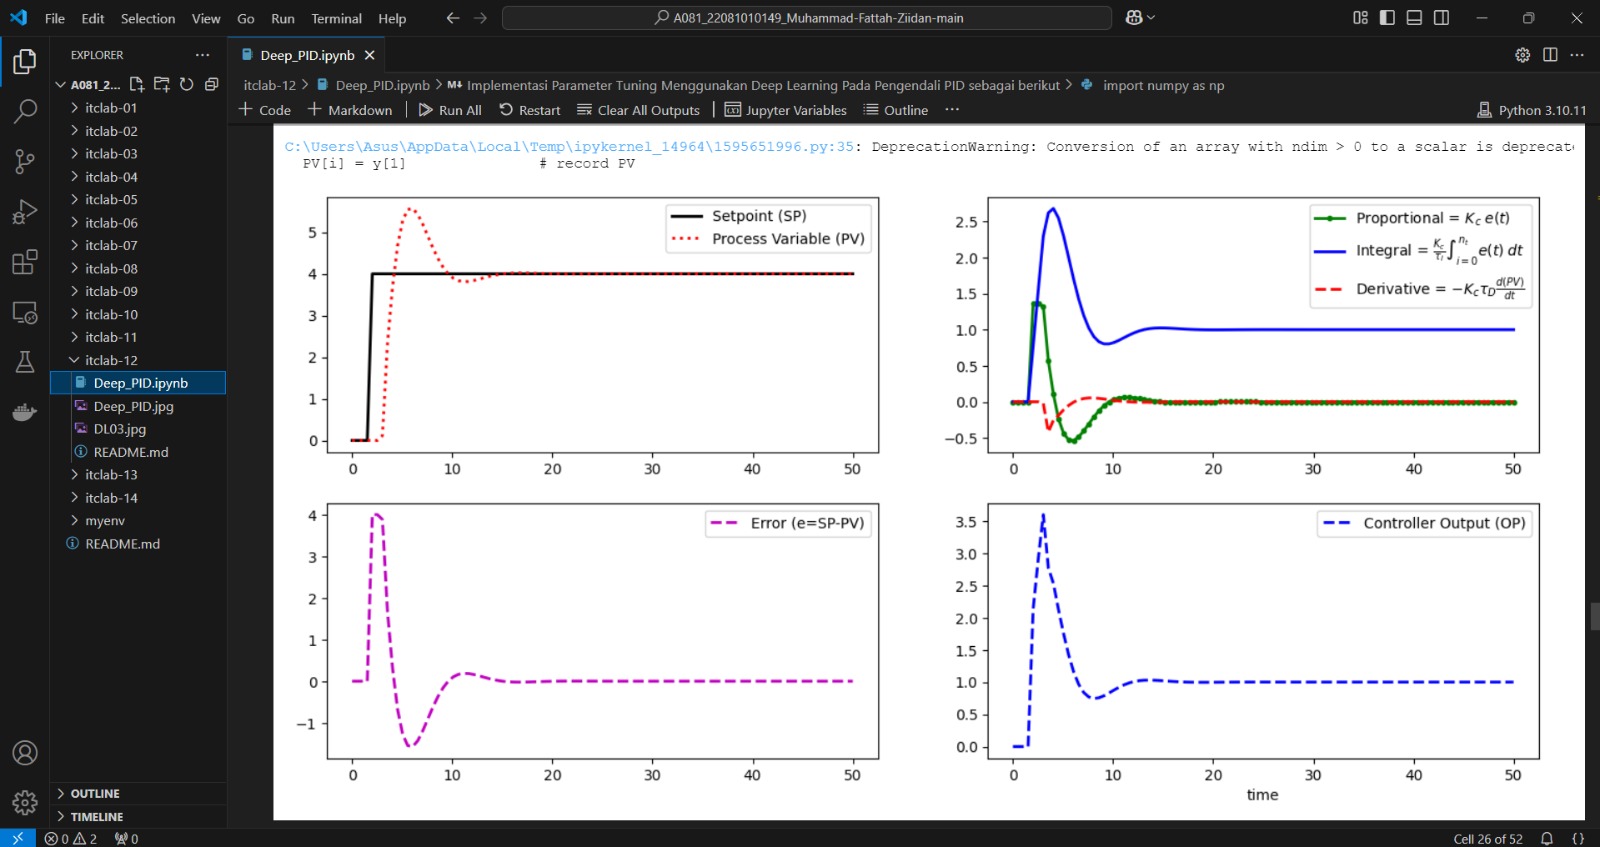 File Edit Selection View Go Run Terminal Help
A081_22081010149_Muhammad-Fattah-Ziidan-main
EXPLORER
Deep_PID.ipynb
A081_2...
itclab-01
itclab-02
itclab-03
itclab-04
itclab-05
itclab-06
itclab-07
itclab-08
itclab-09
itclab-10
itclab-11
itclab-12
Deep_PID.ipynb
Deep_PID.jpg
DL03.jpg
README.md
itclab-13
itclab-14
myenv
README.md
OUTLINE
TIMELINE
itclab-12 > Deep_PID.ipynb > M↓ Implementasi Parameter Tuning Menggunakan Deep Learning Pada Pengendali PID sebagai berikut > import numpy as np
+ Code + Markdown Run All Restart Clear All Outputs Jupyter Variables Outline ... Python 3.10.11
C:\Users\Asus\AppData\Local\Temp\ipykernel_14964\1595651996.py:35: DeprecationWarning: Conversion of an array with ndim > 0 to a scalar is deprecat
PV[i] = y[1] # record PV
Setpoint (SP)
Process Variable (PV)
5
4
3
2
1
0
0 10 20 30 40 50
Proportional = K_c e(t)
Integral = \frac{K_c}{τ_i} ∫_{i=0}^{n_t} e(t) dt
Derivative = −K_c τ_D \frac{d(PV)}{dt}
2.5
2.0
1.5
1.0
0.5
0.0
−0.5
0 10 20 30 40 50
Error (e=SP-PV)
4
3
2
1
0
−1
0 10 20 30 40 50
Controller Output (OP)
3.5
3.0
2.5
2.0
1.5
1.0
0.5
0.0
0 10 20 30 40 50
time
0 2 0
Cell 26 of 52